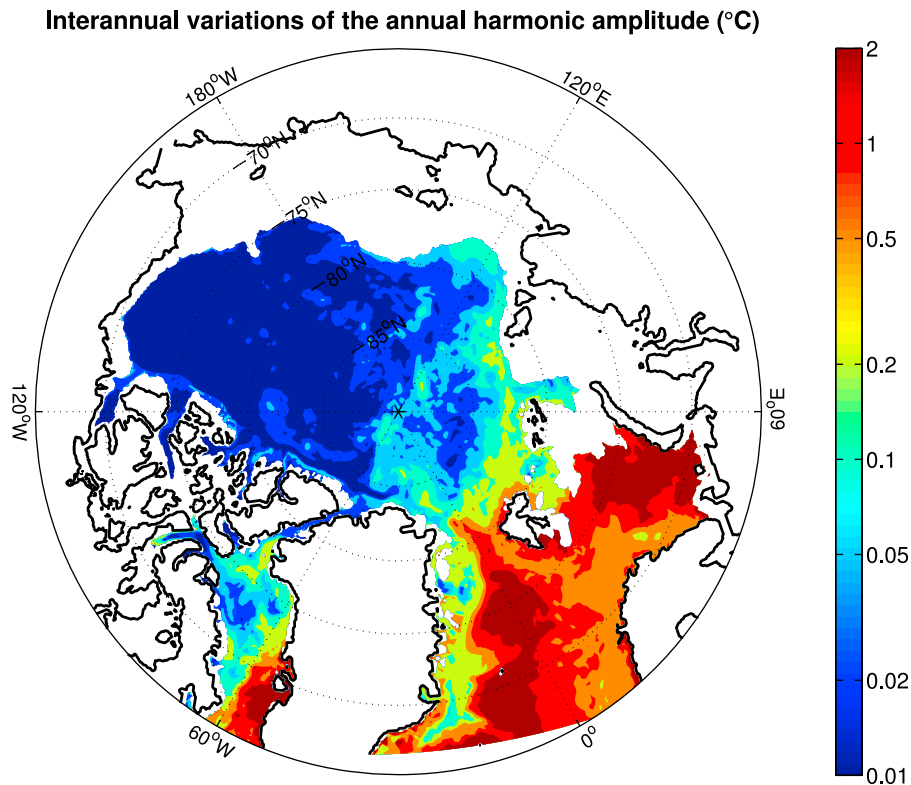 Interannual variations of the annual harmonic amplitude (°C)
180°W
120°E
—70°N
—75°N
—80°N
—85°N
120°W
60°E
60°W
0°
2
1
0.5
0.2
0.1
0.05
0.02
0.01